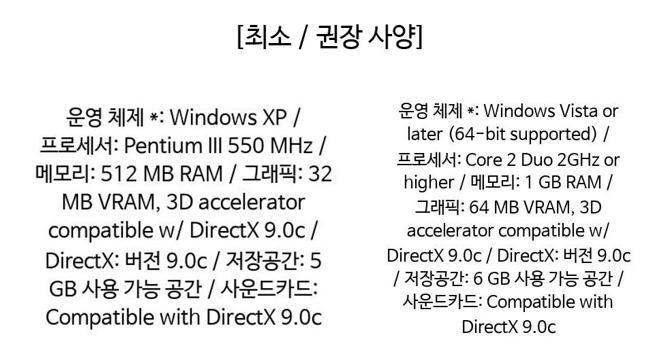 [최소 / 권장 사양]
운영 체제 *: Windows XP /
프로세서: Pentium III 550 MHz /
메모리: 512 MB RAM / 그래픽: 32
MB VRAM, 3D accelerator
compatible w/ DirectX 9.0c /
DirectX: 버전 9.0c / 저장공간: 5
GB 사용 가능 공간 / 사운드카드:
Compatible with DirectX 9.0c
운영 체제 *: Windows Vista or
later (64-bit supported) /
프로세서: Core 2 Duo 2GHz or
higher / 메모리: 1 GB RAM /
그래픽: 64 MB VRAM, 3D
accelerator compatible w/
DirectX 9.0c / DirectX: 버전 9.0c
/ 저장공간: 6 GB 사용 가능 공간 /
사운드카드: Compatible with
DirectX 9.0c